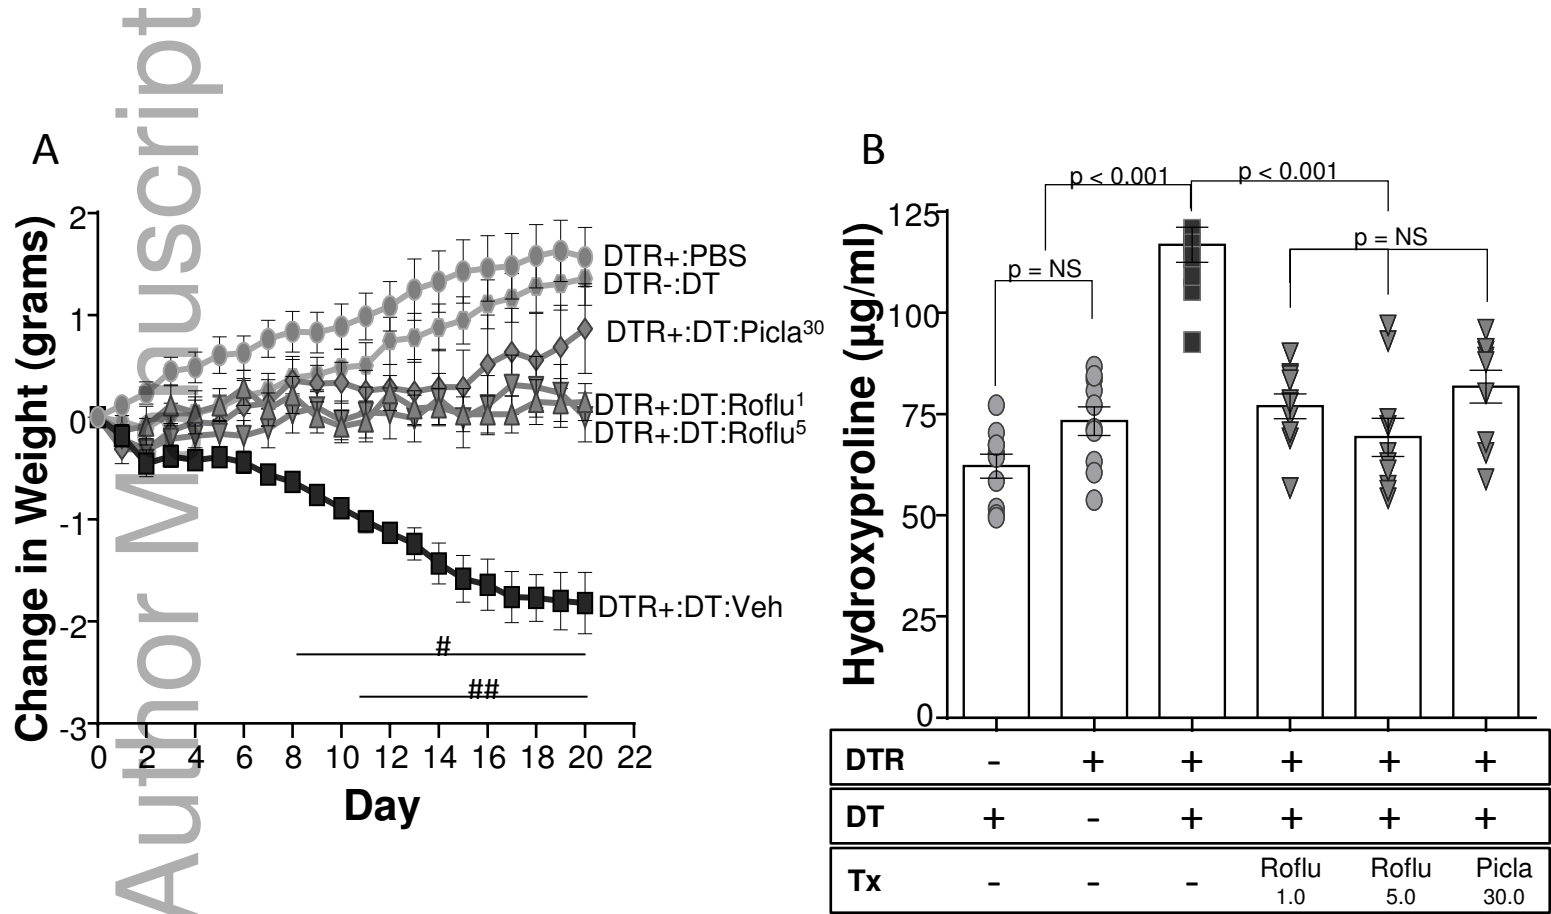 Author Manuscript
A
Change in Weight (grams)
2
1
0
-1
-2
-3
0 2 4 6 8 10 12 14 16 18 20 22
Day
DTR+:PBS
DTR-:DT
DTR+:DT:Picla30
DTR+:DT:Roflu1
DTR+:DT:Roflu5
DTR+:DT:Veh
#
##
B
Hydroxyproline (µg/ml)
125
100
75
50
25
0
p < 0.001
p < 0.001
p = NS
p = NS
DTR - + + + + +
DT + - + + + +
Tx - - - Roflu 1.0 Roflu 5.0 Picla 30.0